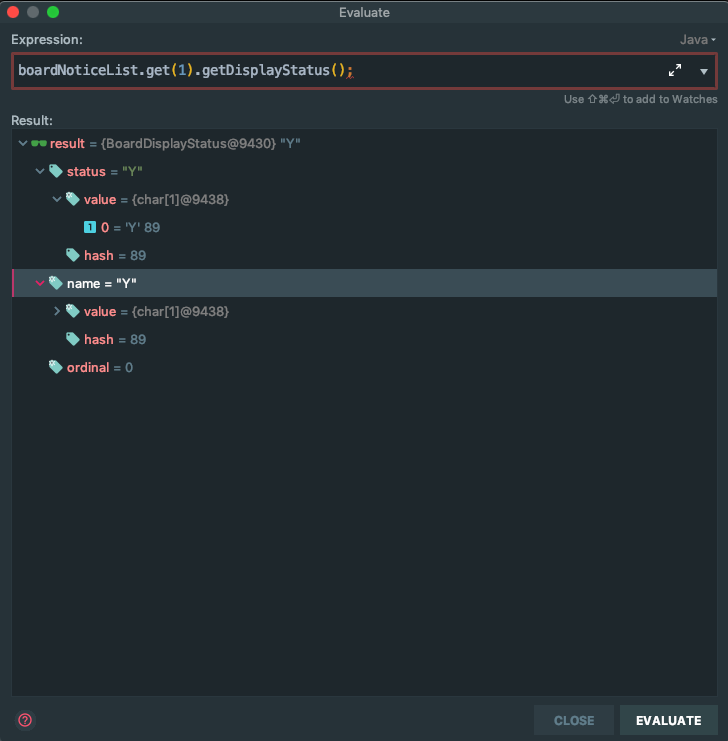 Evaluate
Expression:
Java
boardNoticeList.get(1).getDisplayStatus();
Use ⇧⌘⏎ to add to Watches
Result:
result = {BoardDisplayStatus@9430} "Y"
status = "Y"
value = {char[1]@9438}
1 0 = 'Y' 89
hash = 89
name = "Y"
value = {char[1]@9438}
hash = 89
ordinal = 0
?
CLOSE
EVALUATE